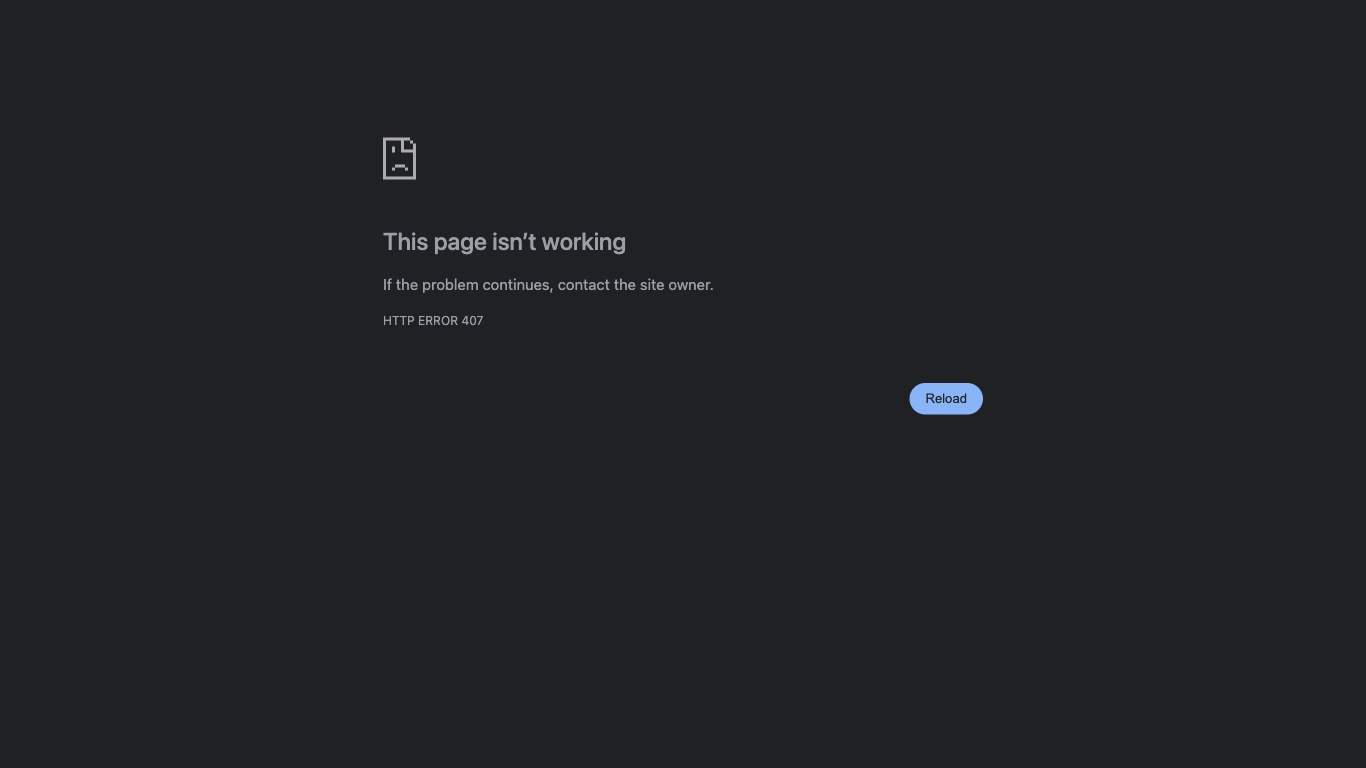 This page isn’t working
If the problem continues, contact the site owner.
HTTP ERROR 407
Reload